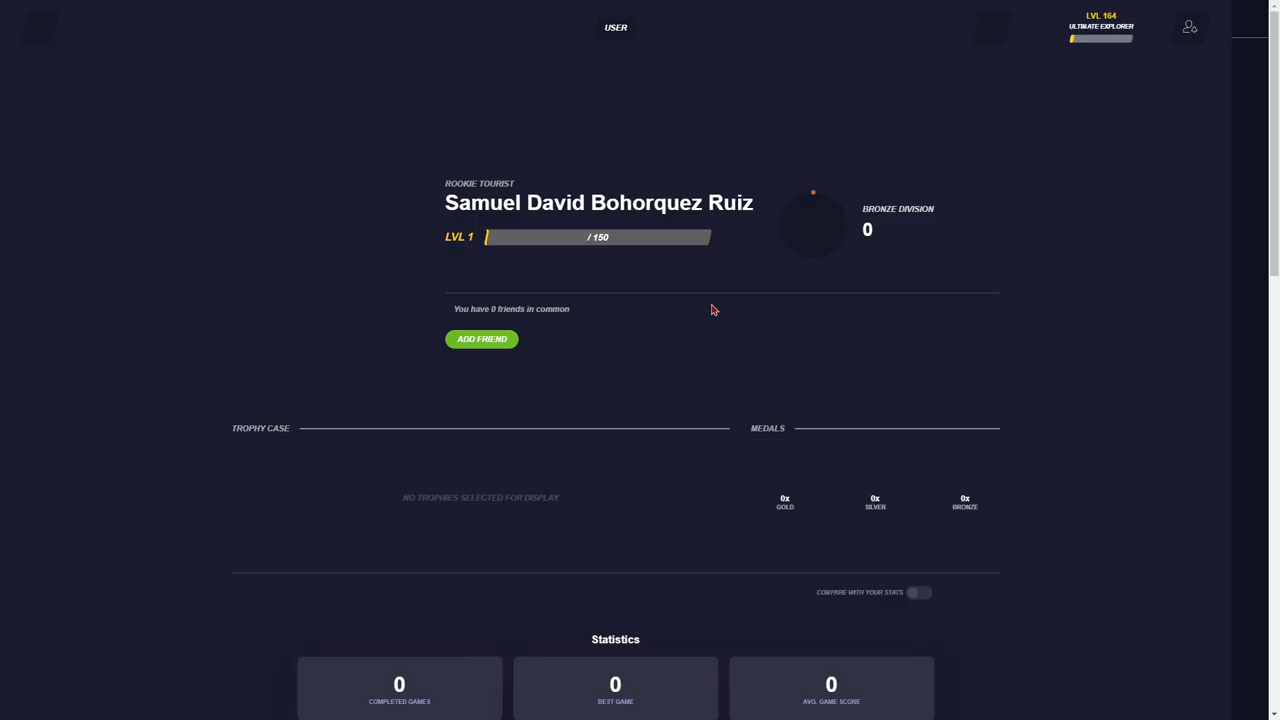 USER
LVL 164
ULTIMATE EXPLORER
ROOKIE TOURIST
Samuel David Bohorquez Ruiz
LVL 1
/ 150
BRONZE DIVISION
0
You have 0 friends in common
ADD FRIEND
TROPHY CASE
MEDALS
NO TROPHIES SELECTED FOR DISPLAY
0x
GOLD
0x
SILVER
0x
BRONZE
COMPARE WITH YOUR STATS
Statistics
0
COMPLETED GAMES
0
BEST GAME
0
AVG. GAME SCORE